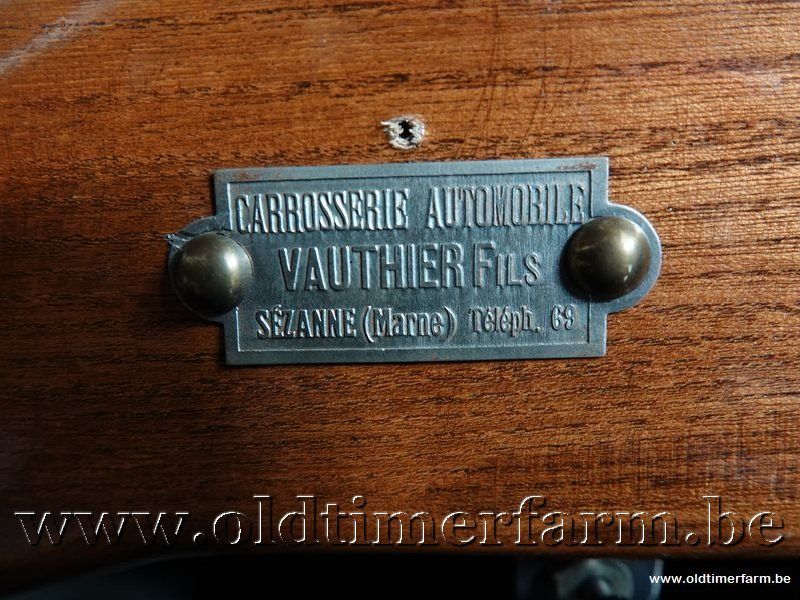 CARROSSERIE AUTOMOBILE
VAUTHIER FILS
SÉZANNE (Marne) Téléph. 69
www.oldtimerfarm.be
www.oldtimerfarm.be